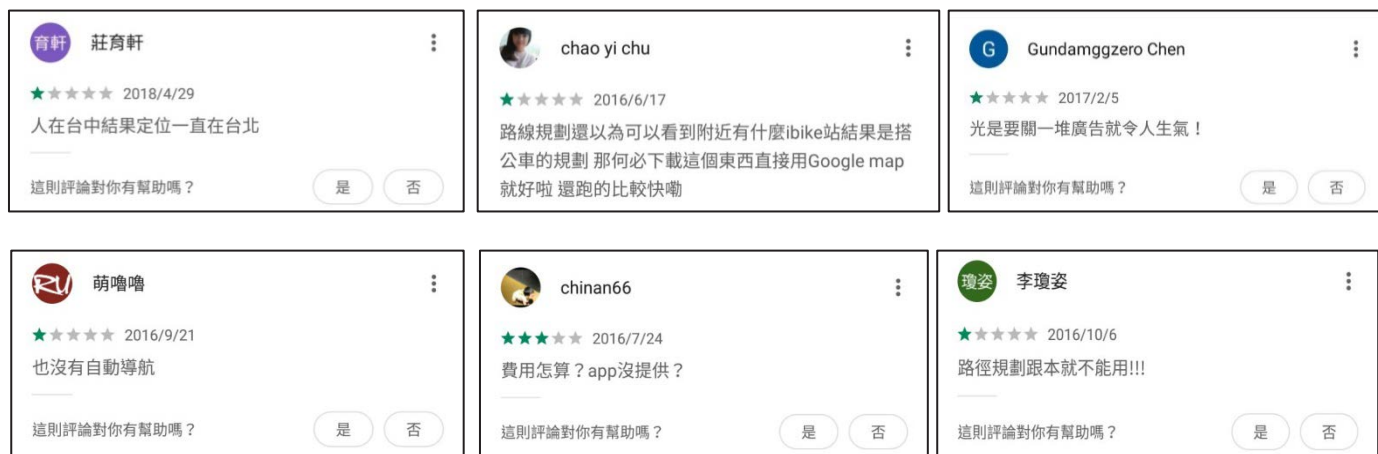 育軒 莊育軒
2018/4/29
人在台中結果定位一直在台北
這則評論對你有幫助嗎？ 是 否
chao yi chu
2016/6/17
路線規劃還以為可以看到附近有什麼ibike站結果是搭
公車的規劃 那何必下載這個東西直接用Google map
就好啦 還跑的比較快嘞
G Gundamggzero Chen
2017/2/5
光是要關一堆廣告就令人生氣！
這則評論對你有幫助嗎？ 是 否
RU 萌嚕嚕
2016/9/21
也沒有自動導航
這則評論對你有幫助嗎？ 是 否
chinan66
2016/7/24
費用怎算？app沒提供？
這則評論對你有幫助嗎？ 是 否
瓊姿 李瓊姿
2016/10/6
路徑規劃跟本就不能用!!!
這則評論對你有幫助嗎？ 是 否